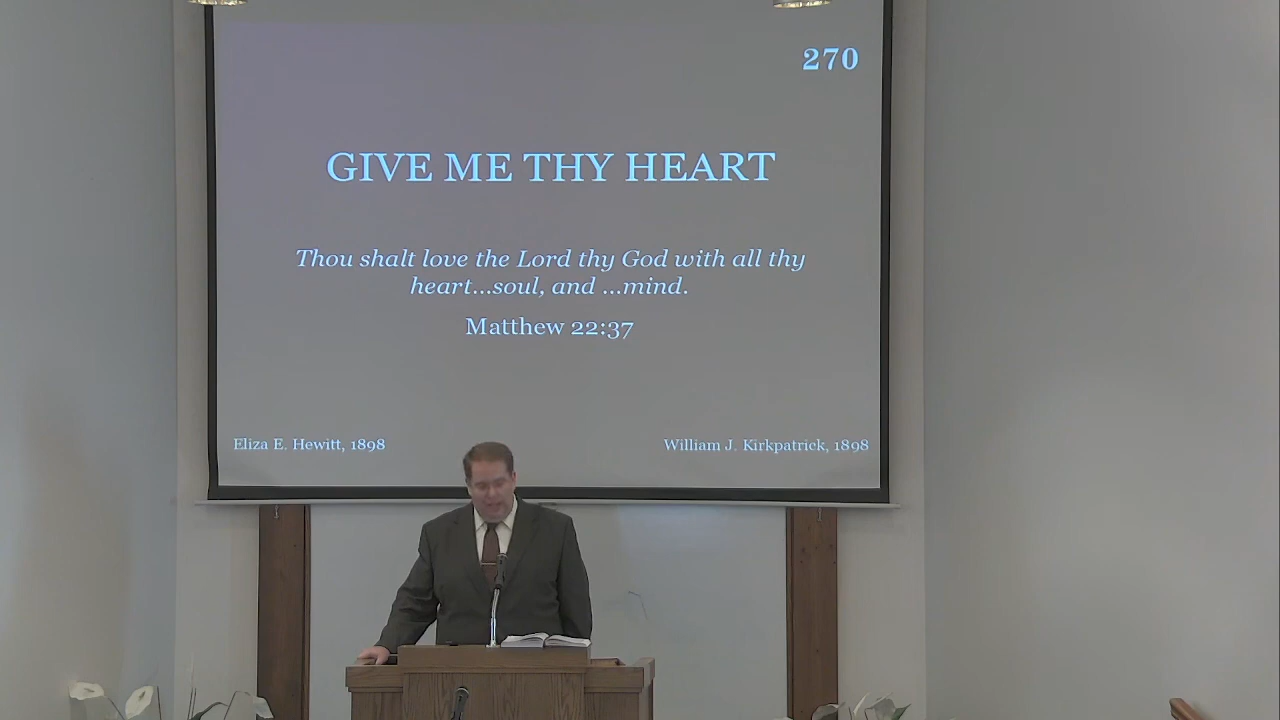 270
GIVE ME THY HEART
Thou shalt love the Lord thy God with all thy
heart...soul, and ...mind.
Matthew 22:37
Eliza E. Hewitt, 1898
William J. Kirkpatrick, 1898